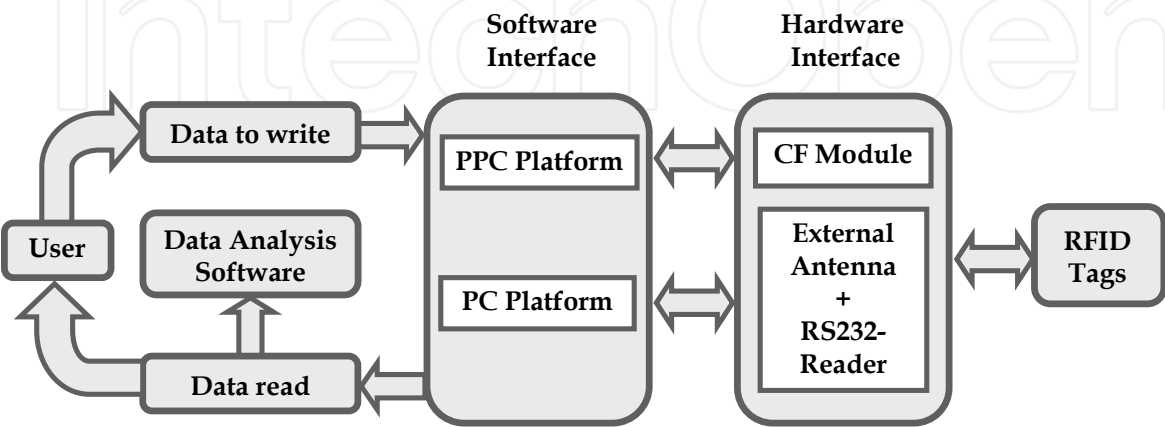 Software
Interface
Hardware
Interface
Data to write
PPC Platform
CF Module
User
Data Analysis
Software
External
Antenna
+
RS232-
Reader
RFID
Tags
PC Platform
Data read
IntechOpen